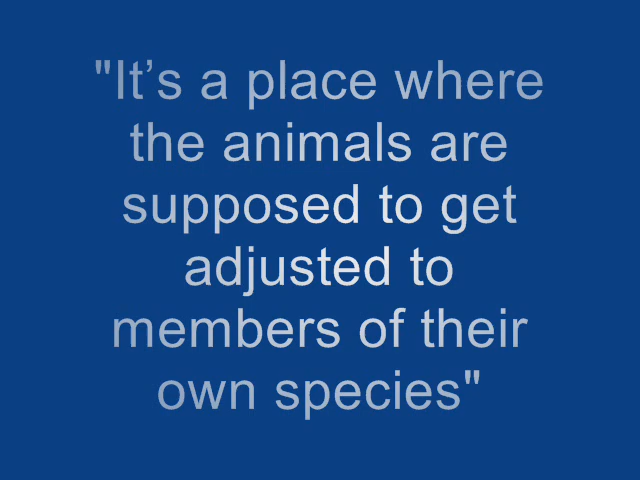 "It’s a place where
the animals are
supposed to get
adjusted to
members of their
own species"